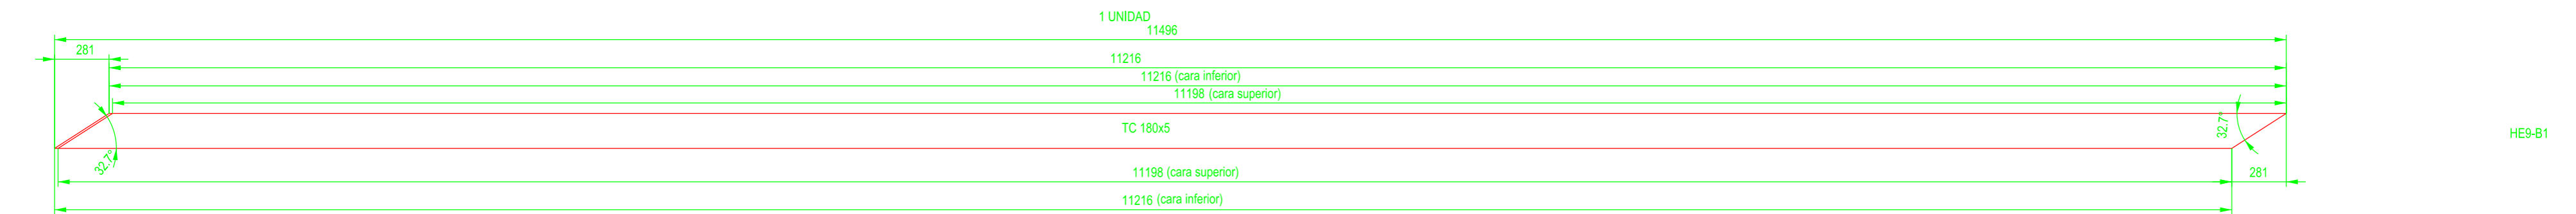 1 UNIDAD
11496
281
11216
11216 (cara inferior)
11198 (cara superior)
TC 180x5
32.7°
32.7°
HE9-B1
11198 (cara superior)
281
11216 (cara inferior)